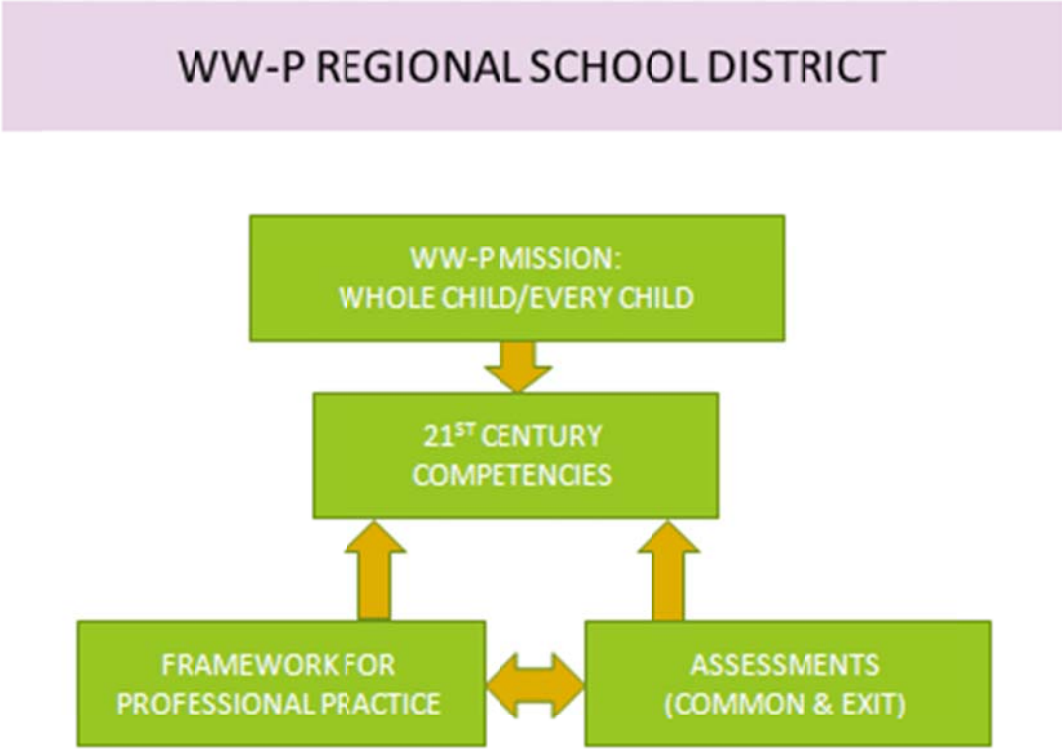 WW-P REGIONAL SCHOOL DISTRICT
WW-P MISSION:
WHOLE CHILD/EVERY CHILD
21ST CENTURY
COMPETENCIES
FRAMEWORK FOR
PROFESSIONAL PRACTICE
ASSESSMENTS
(COMMON & EXIT)